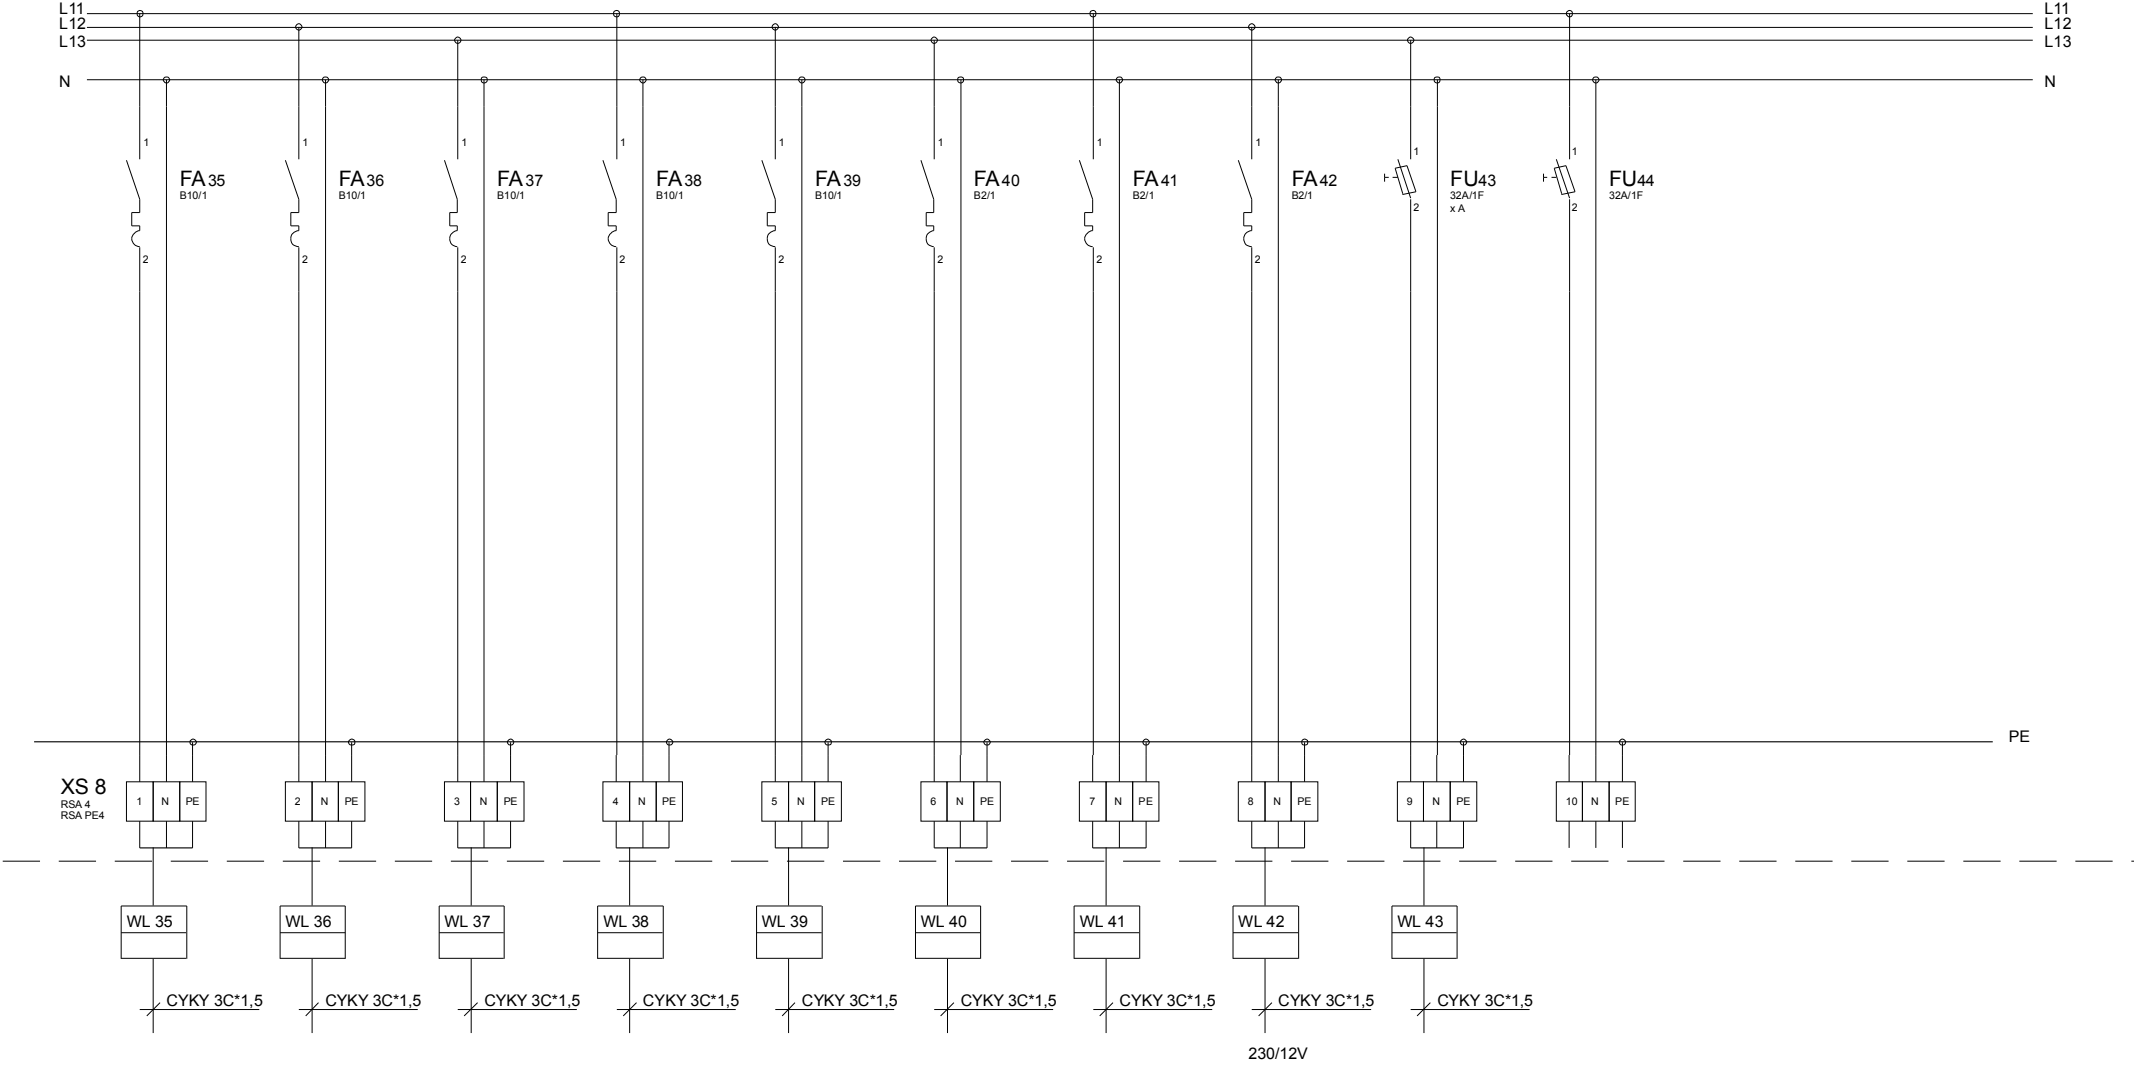 L11 L11
L12 L12
L13 L13
N N
1 1 1 1 1 1 1 1 1 1
FA35 FA36 FA37 FA38 FA39 FA40 FA41 FA42 FU43 FU44
B10/1 B10/1 B10/1 B10/1 B10/1 B2/1 B2/1 B2/1 32A/1F 32A/1F
x A
2 2
2 2 2 2 2 2 2 2
PE
XS 8
RSA 4
RSA PE4
1 N PE 2 N PE 3 N PE 4 N PE 5 N PE 6 N PE 7 N PE 8 N PE 9 N PE 10 N PE
WL 35 WL 36 WL 37 WL 38 WL 39 WL 40 WL 41 WL 42 WL 43
CYKY 3C*1,5 CYKY 3C*1,5 CYKY 3C*1,5 CYKY 3C*1,5 CYKY 3C*1,5 CYKY 3C*1,5 CYKY 3C*1,5 CYKY 3C*1,5 CYKY 3C*1,5
230/12V